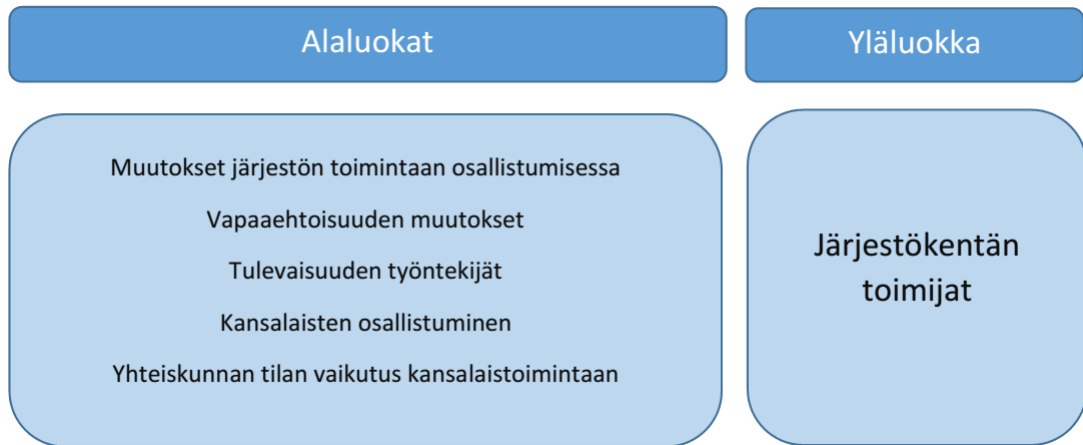 Alaluokat
Yläluokka
Muutokset järjestön toimintaan osallistumisessa
Vapaaehtoisuuden muutokset
Tulevaisuuden työntekijät
Kansalaisten osallistuminen
Yhteiskunnan tilan vaikutus kansalaistoimintaan
Järjestökentän
toimijat